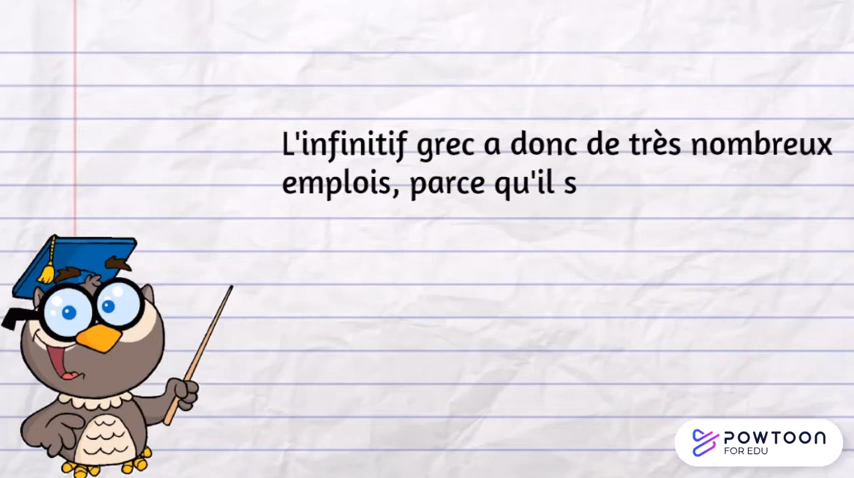 L'infinitif grec a donc de très nombreux
emplois, parce qu'il s
POWTOON
FOR EDU